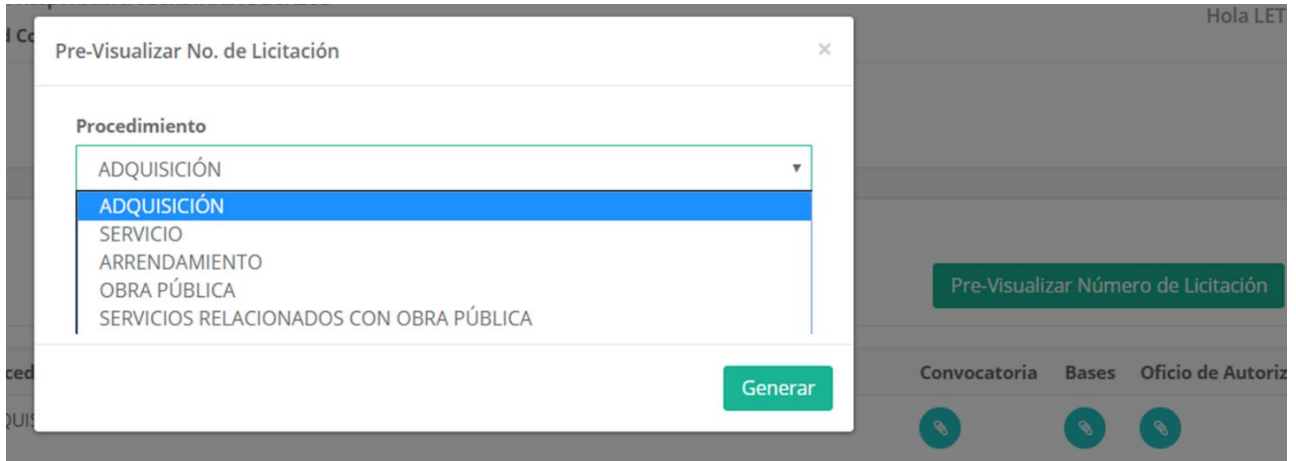 Hola LET
Pre-Visualizar No. de Licitación
×
Procedimiento
ADQUISICIÓN
ADQUISICIÓN
SERVICIO
ARRENDAMIENTO
OBRA PÚBLICA
SERVICIOS RELACIONADOS CON OBRA PÚBLICA
Pre-Visualizar Número de Licitación
Generar
Convocatoria Bases Oficio de Autoriz